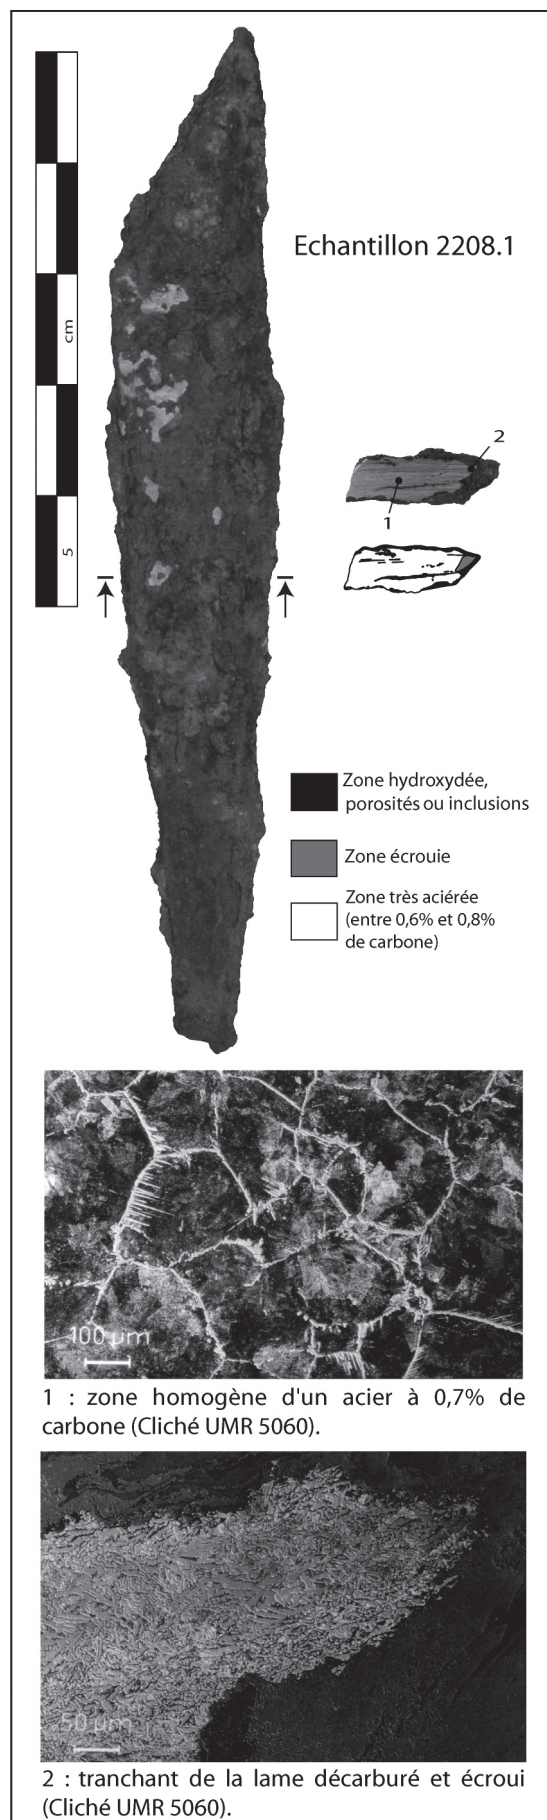 Echantillon 2208.1
cm
5
2
1
Zone hydroxydée,
porosités ou inclusions
Zone écrouie
Zone très aciérée
(entre 0,6% et 0,8%
de carbone)
100 µm
1 : zone homogène d'un acier à 0,7% de
carbone (Cliché UMR 5060).
50 µm
2 : tranchant de la lame décarburé et écroui
(Cliché UMR 5060).